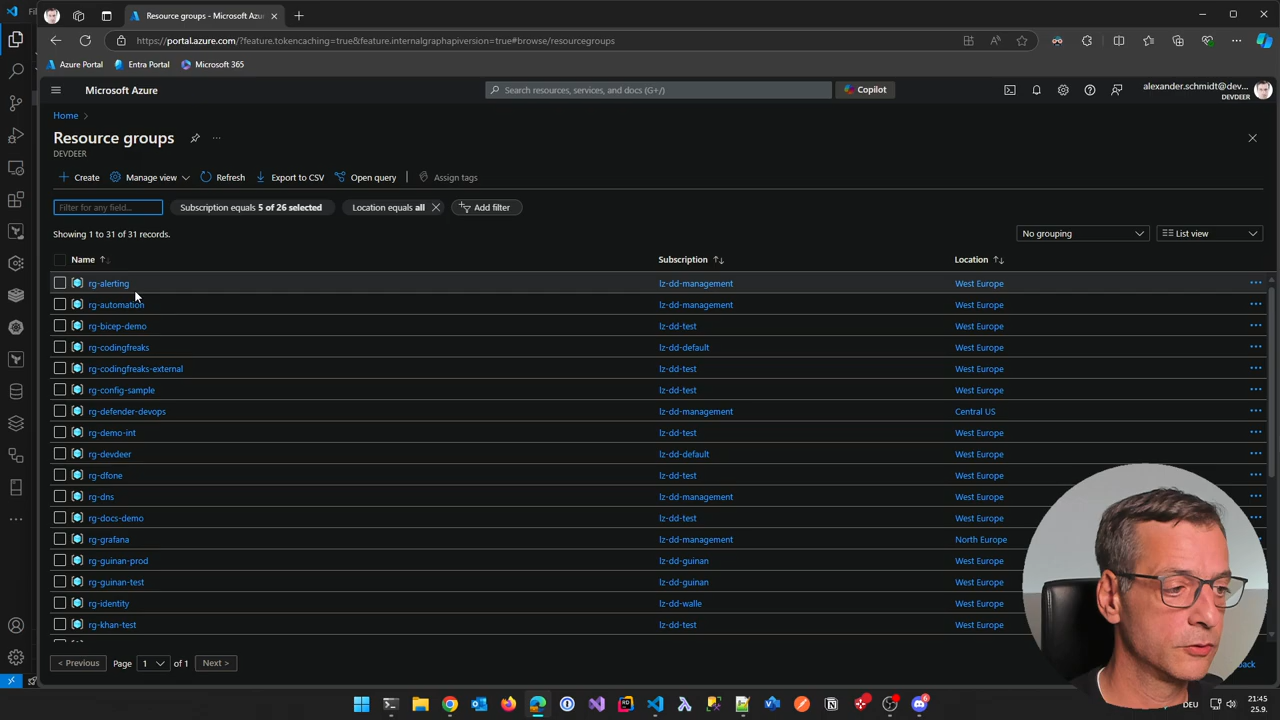 Fil
Resource groups - Microsoft Azu
https://portal.azure.com/?feature.tokencaching=true&feature.internalgraphapiversion=true#browse/resourcegroups
Azure Portal
Entra Portal
Microsoft 365
Microsoft Azure
Search resources, services, and docs (G+/)
Copilot
alexander.schmidt@dev...
DEVDEER
Home
Resource groups
DEVDEER
Create
Manage view
Refresh
Export to CSV
Open query
Assign tags
Filter for any field...
Subscription equals 5 of 26 selected
Location equals all
Add filter
Showing 1 to 31 of 31 records.
No grouping
List view
Name Subscription Location
rg-alerting lz-dd-management West Europe
rg-automation lz-dd-management West Europe
rg-bicep-demo lz-dd-test West Europe
rg-codingfreaks lz-dd-default West Europe
rg-codingfreaks-external lz-dd-test West Europe
rg-config-sample lz-dd-test West Europe
rg-defender-devops lz-dd-management Central US
rg-demo-int lz-dd-test West Europe
rg-devdeer lz-dd-default West Europe
rg-dfone lz-dd-test West Europe
rg-dns lz-dd-management West Europe
rg-docs-demo lz-dd-test West Europe
rg-grafana lz-dd-management North Europe
rg-guinan-prod lz-dd-guinan West Europe
rg-guinan-test lz-dd-guinan West Europe
rg-identity lz-dd-walle West Europe
rg-khan-test lz-dd-test West Europe
< Previous Page 1 of 1 Next >
DEU
21:45
25.9.